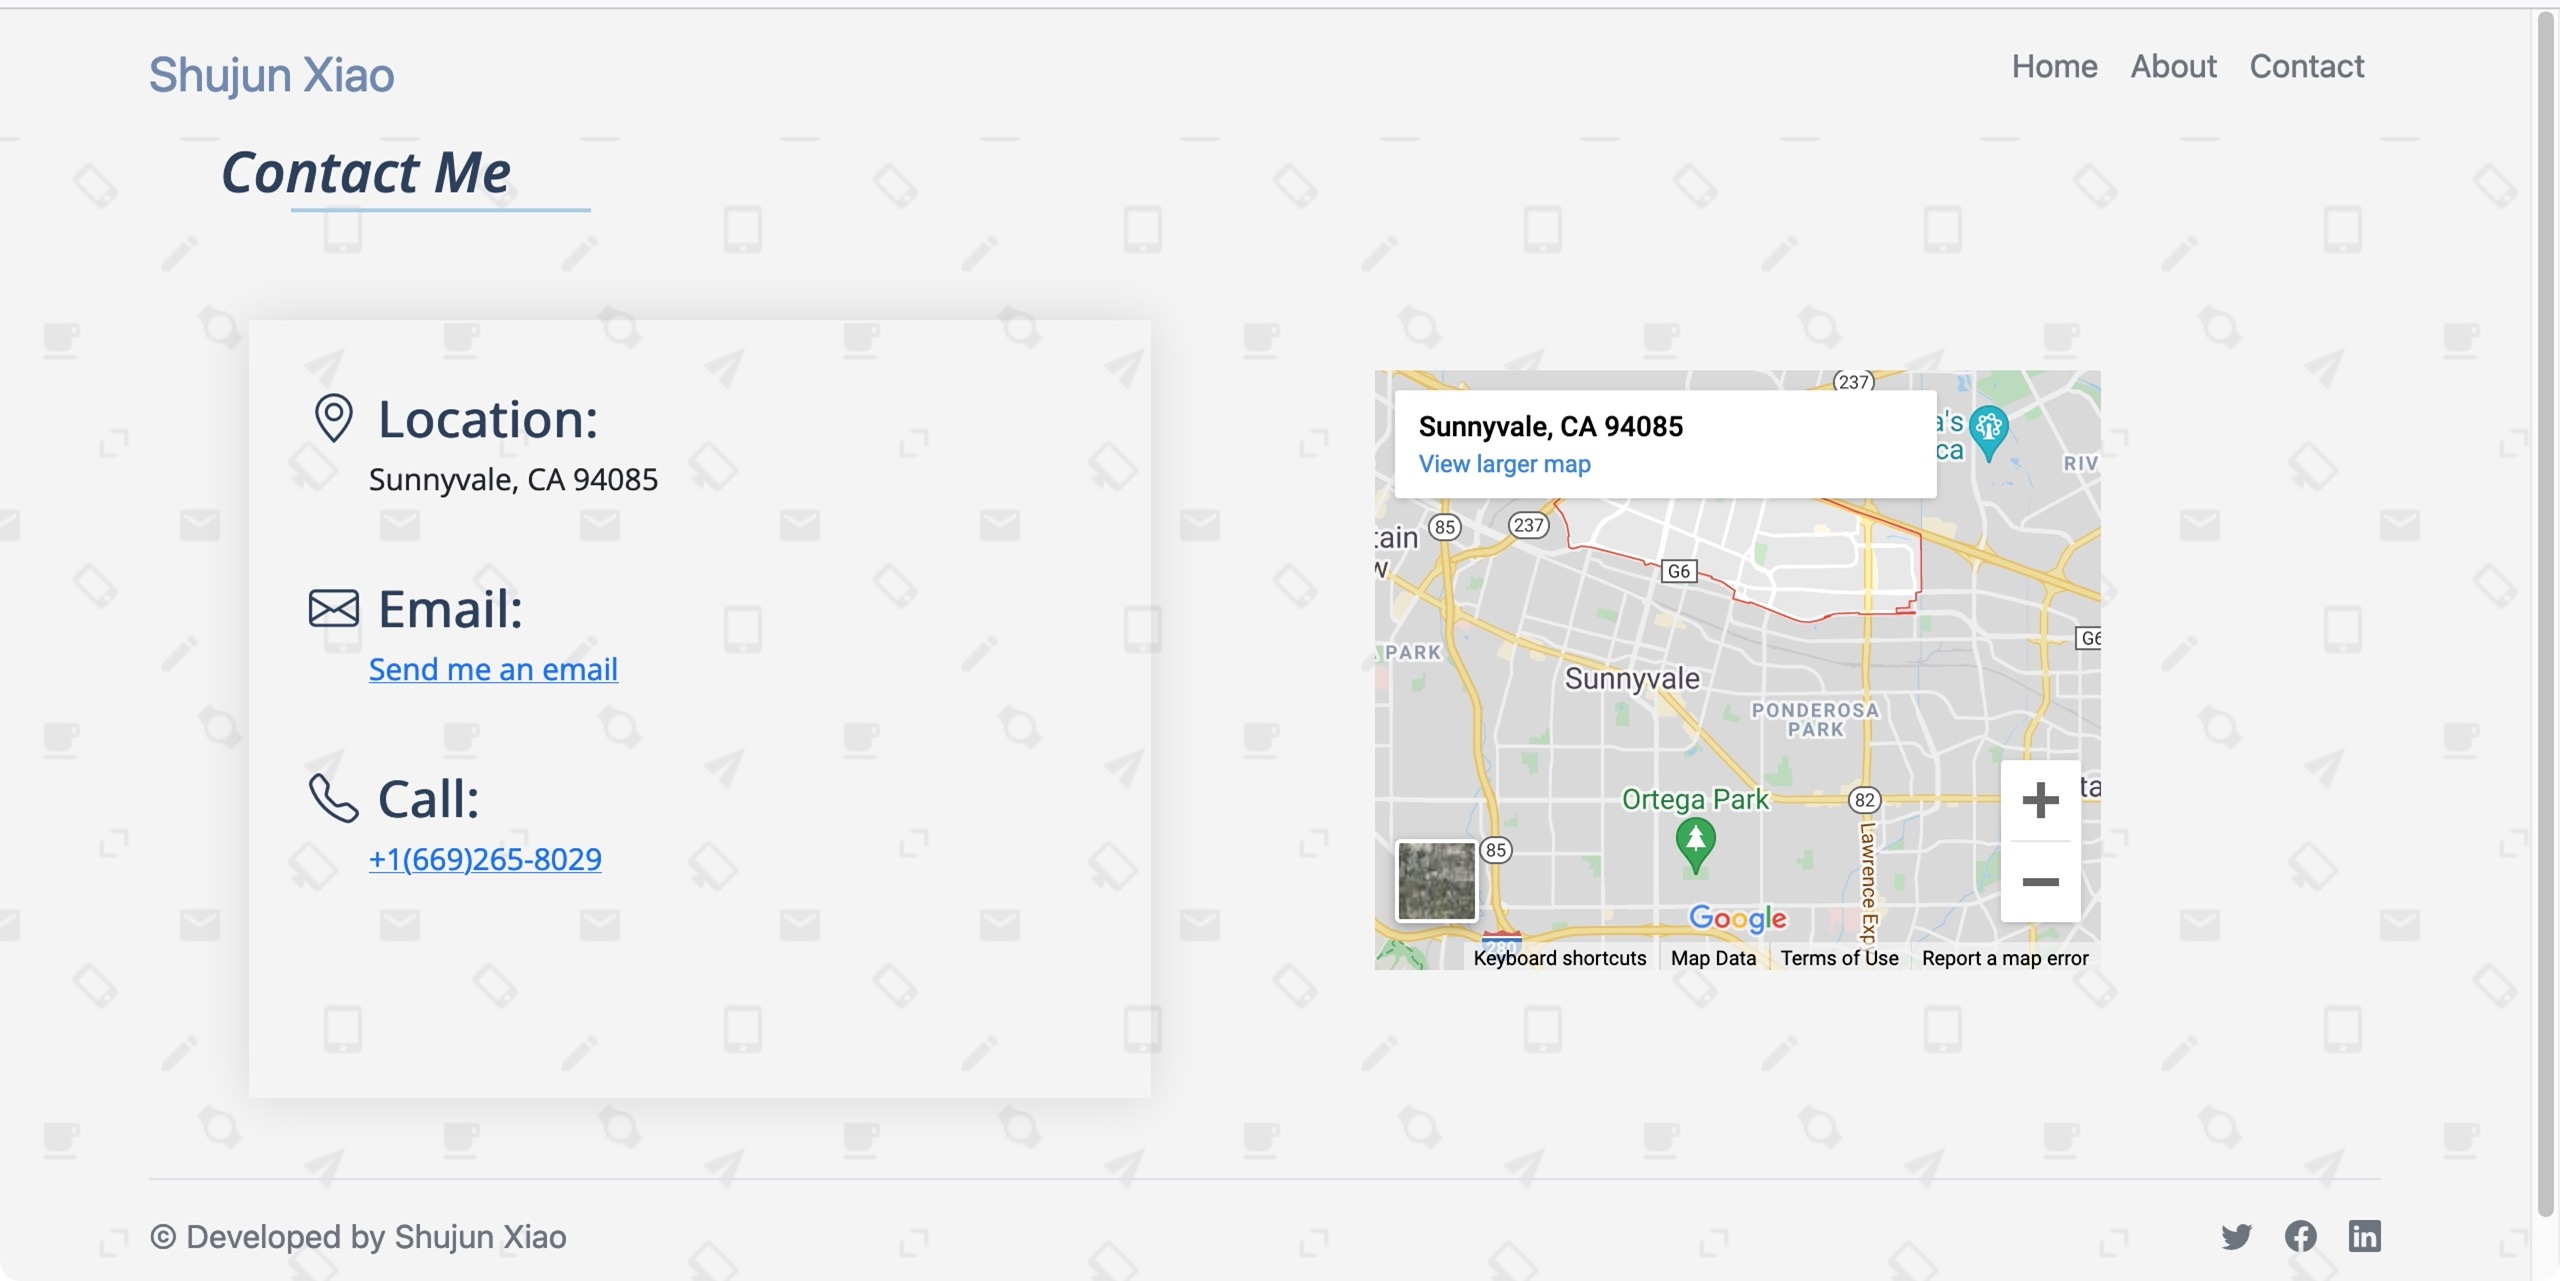 Shujun Xiao
Home About Contact
Contact Me
Location:
Sunnyvale, CA 94085
Email:
Send me an email
Call:
+1(669)265-8029
237
Sunnyvale, CA 94085
View larger map
a's
ca
RIV
85
237
tain
w
G6
G6
PARK
Sunnyvale
PONDEROSA
PARK
ta
Ortega Park
82
Lawrence Exp
85
Google
280
Keyboard shortcuts
Map Data
Terms of Use
Report a map error
© Developed by Shujun Xiao
in